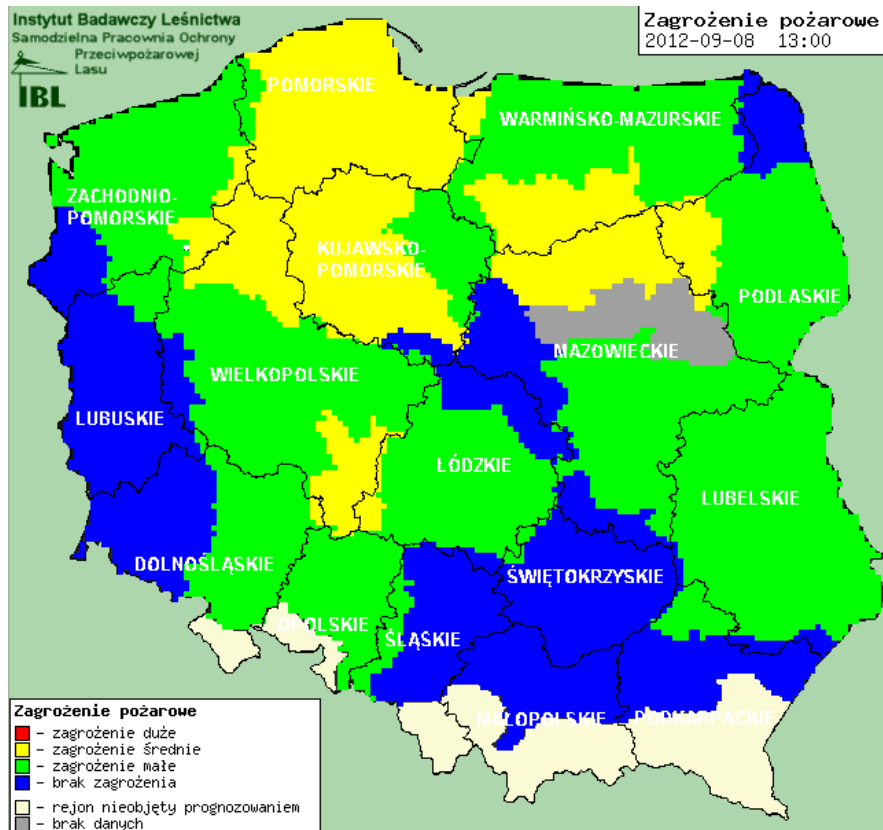 Instytut Badawczy Leśnictwa
Samodzielna Pracownia Ochrony
Przeciwpożarowej
Lasu
IBL
Zagrożenie pożarowe
2012-09-08 13:00
POMORSKIE
WARMIŃSKO-MAZURSKIE
ZACHODNIO-
POMORSKIE
KUJAWSKO-
POMORSKIE
PODLASKIE
MAZOWIECKIE
WIELKOPOLSKIE
LUBUSKIE
ŁÓDZKIE
LUBELSKIE
DOLNOŚLĄSKIE
ŚWIĘTOKRZYSKIE
OPOLSKIE
ŚLĄSKIE
MAŁOPOLSKIE
PODKARPACKIE
Zagrożenie pożarowe
- zagrożenie duże
- zagrożenie średnie
- zagrożenie małe
- brak zagrożenia
- rejon nieobjęty prognozowaniem
- brak danych